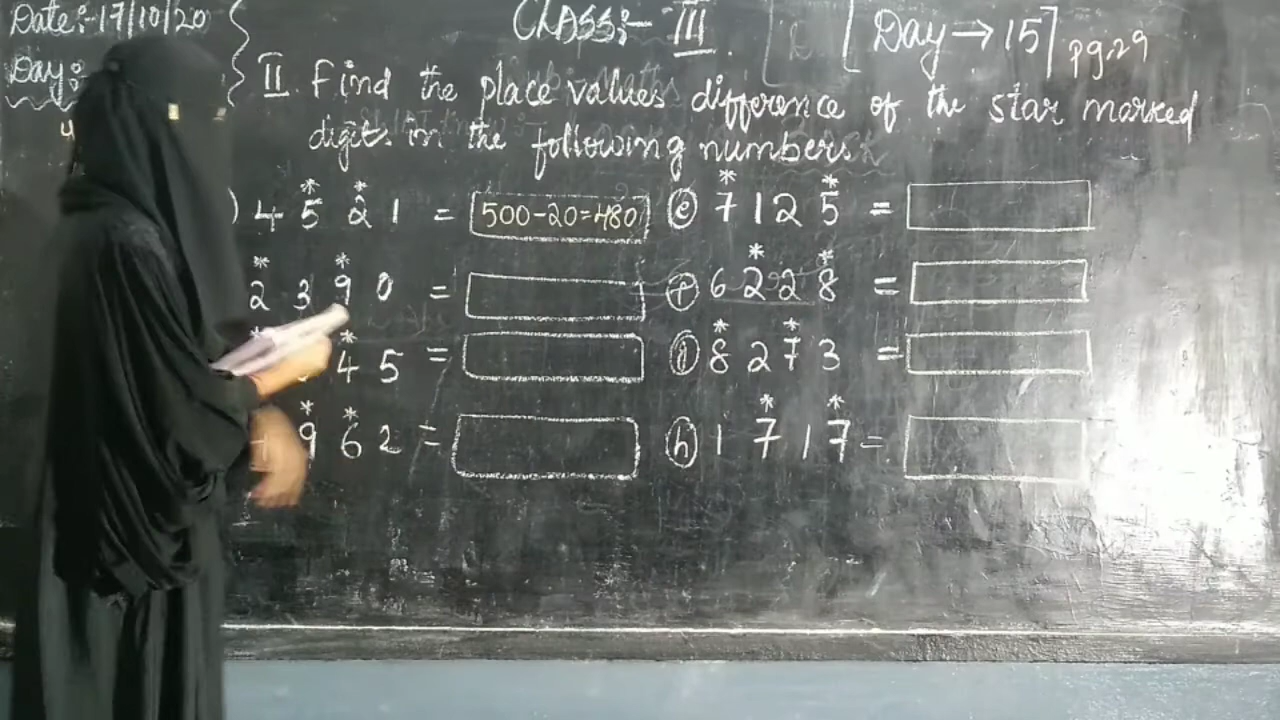 Date:-17/10/20
CLASS:- III
[Day→15] pg:29
Day:-
II. Find the place values difference of the star marked
digits in the following numbers
) 4 5* 2* 1 = 500-20=480
2* 3 9* 0 =
4* 5 =
9* 6* 2 =
(e) 7* 1 2 5* =
(f) 6 2* 2 8* =
(g) 8* 2 7* 3 =
(h) 1 7* 1 7* =